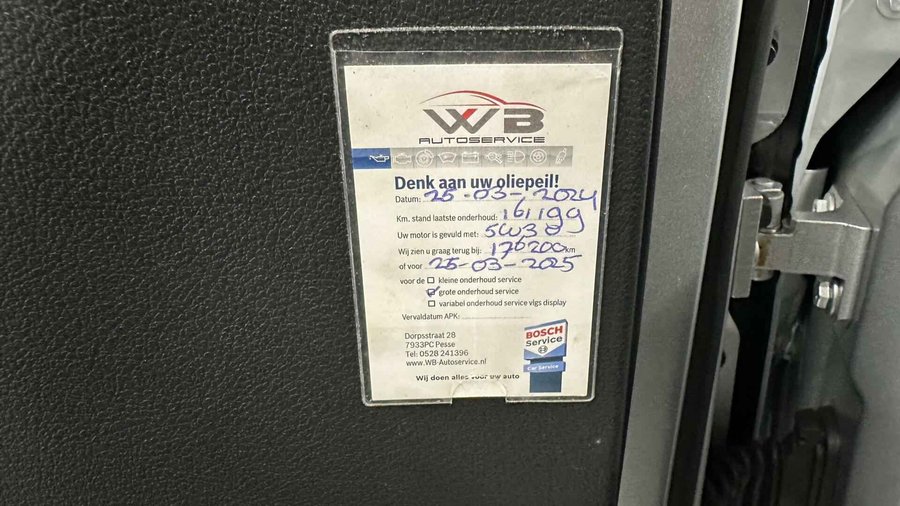 WB
AUTOSERVICE
Denk aan uw oliepeil!
Datum: 25-03-2024
Km. stand laatste onderhoud: 161199
Uw motor is gevuld met: 5W30
Wij zien u graag terug bij: 176200 km
of voor 25-03-2025
voor de kleine onderhoud service
grote onderhoud service
variabel onderhoud service vlgs display
Vervaldatum APK:
Dorpsstraat 28
7933PC Pesse
Tel: 0528 241396
www.WB-Autoservice.nl
BOSCH
Service
Car Service
Wij doen alles voor uw auto